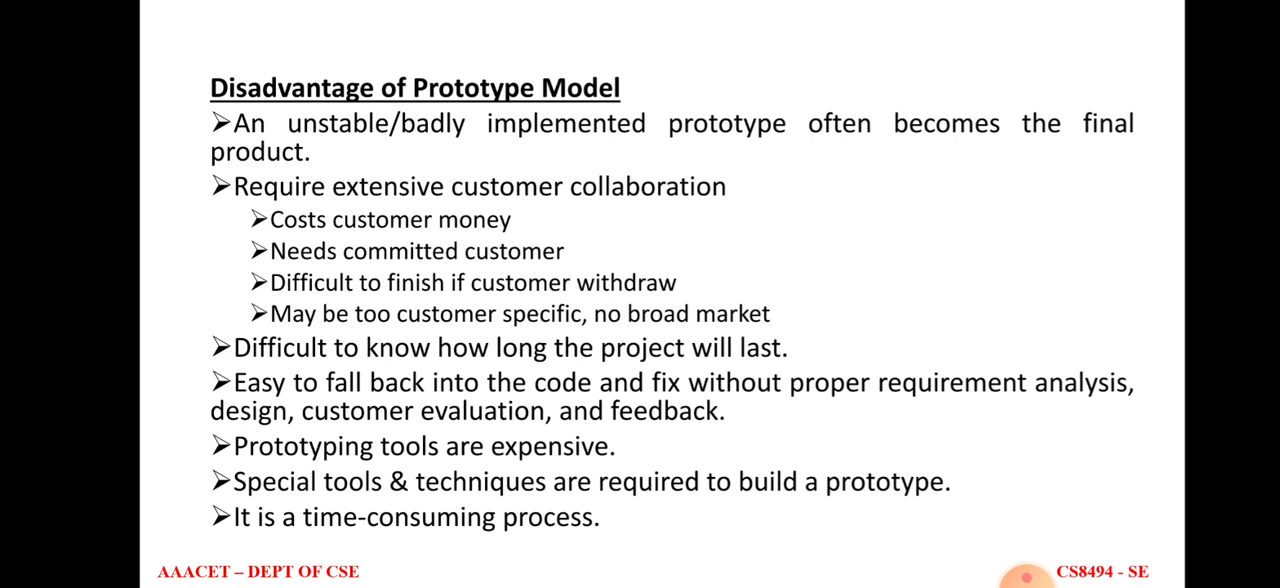 Disadvantage of Prototype Model
➢An unstable/badly implemented prototype often becomes the final
product.
➢Require extensive customer collaboration
➢Costs customer money
➢Needs committed customer
➢Difficult to finish if customer withdraw
➢May be too customer specific, no broad market
➢Difficult to know how long the project will last.
➢Easy to fall back into the code and fix without proper requirement analysis,
design, customer evaluation, and feedback.
➢Prototyping tools are expensive.
➢Special tools & techniques are required to build a prototype.
➢It is a time-consuming process.
AAACET – DEPT OF CSE
CS8494 - SE